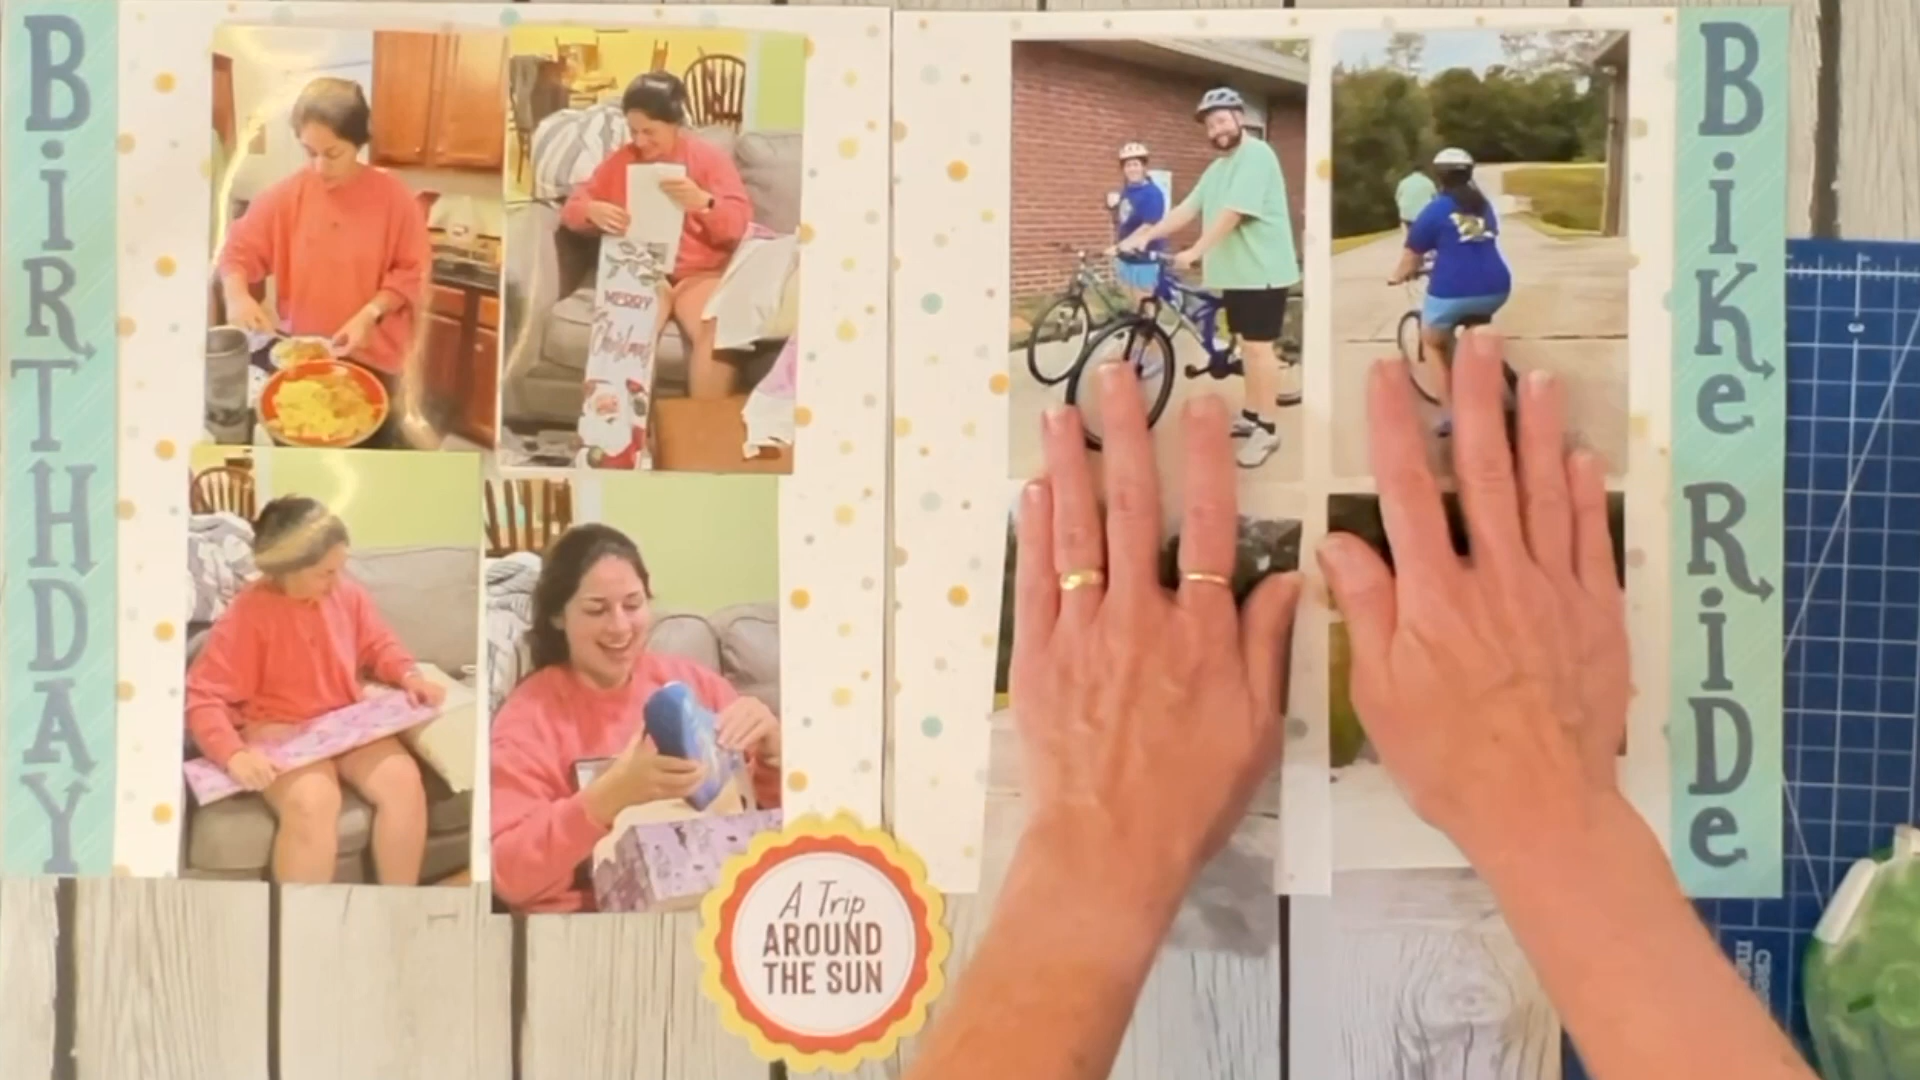 BiRTHDAY
MERRY
Christmas
A Trip
AROUND
THE SUN
BiKe RiDe